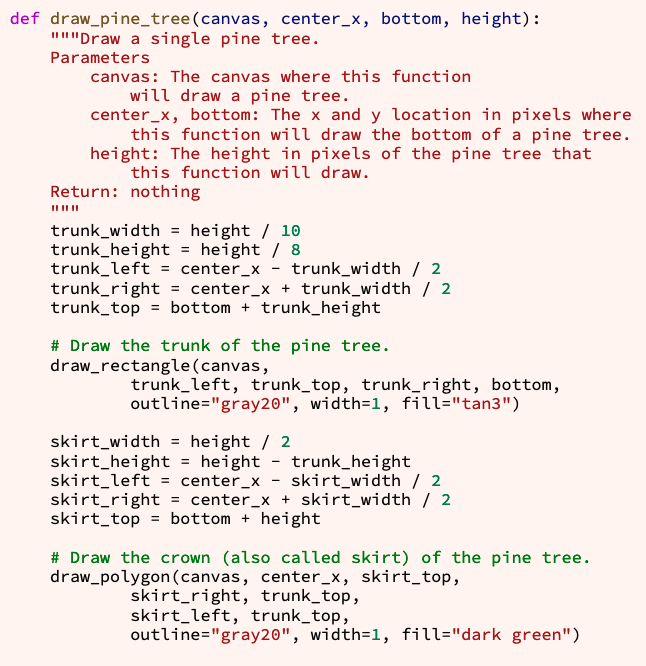 def draw_pine_tree(canvas, center_x, bottom, height):
    """Draw a single pine tree.
    Parameters
        canvas: The canvas where this function
            will draw a pine tree.
        center_x, bottom: The x and y location in pixels where
            this function will draw the bottom of a pine tree.
        height: The height in pixels of the pine tree that
            this function will draw.
    Return: nothing
    """
    trunk_width = height / 10
    trunk_height = height / 8
    trunk_left = center_x - trunk_width / 2
    trunk_right = center_x + trunk_width / 2
    trunk_top = bottom + trunk_height

    # Draw the trunk of the pine tree.
    draw_rectangle(canvas,
            trunk_left, trunk_top, trunk_right, bottom,
            outline="gray20", width=1, fill="tan3")

    skirt_width = height / 2
    skirt_height = height - trunk_height
    skirt_left = center_x - skirt_width / 2
    skirt_right = center_x + skirt_width / 2
    skirt_top = bottom + height

    # Draw the crown (also called skirt) of the pine tree.
    draw_polygon(canvas, center_x, skirt_top,
            skirt_right, trunk_top,
            skirt_left, trunk_top,
            outline="gray20", width=1, fill="dark green")